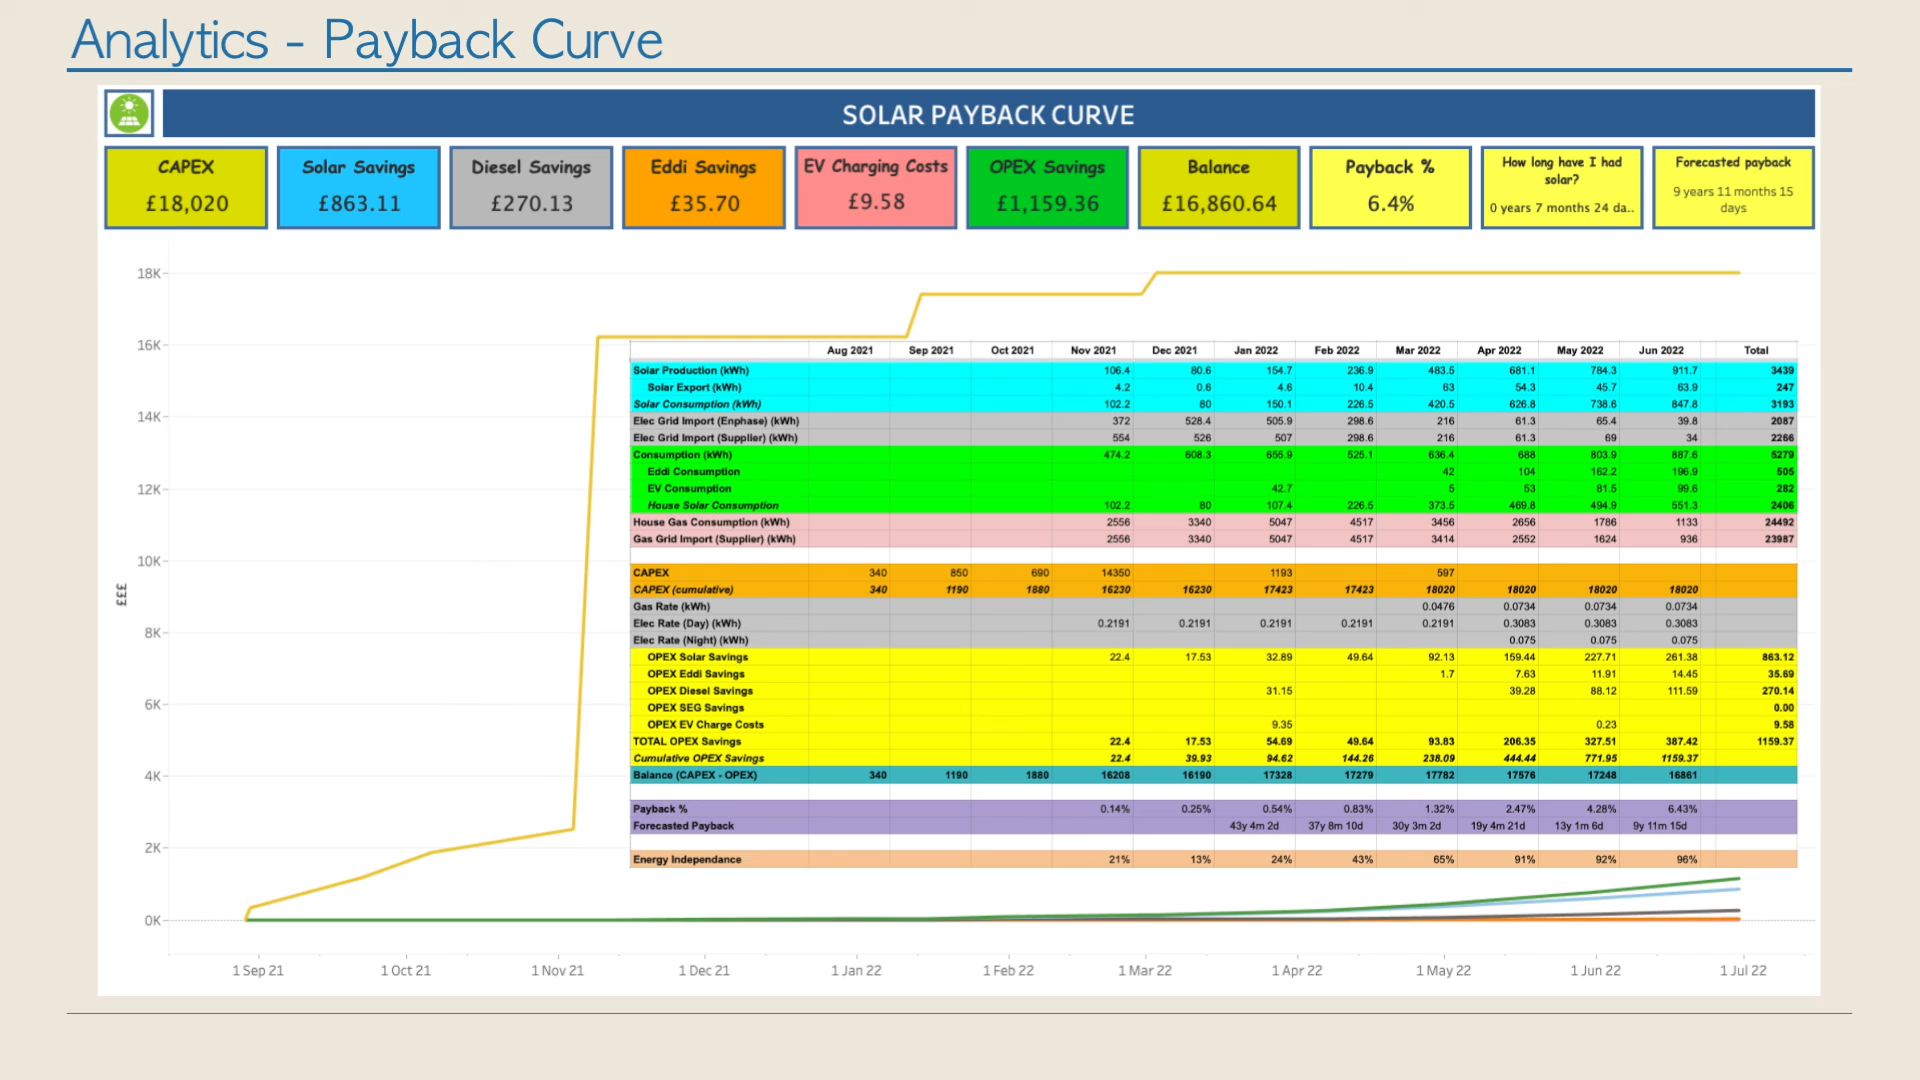 Analytics - Payback Curve
SOLAR PAYBACK CURVE
CAPEX
£18,020
Solar Savings
£863.11
Diesel Savings
£270.13
Eddi Savings
£35.70
EV Charging Costs
£9.58
OPEX Savings
£1,159.36
Balance
£16,860.64
Payback %
6.4%
How long have I had
solar?
0 years 7 months 24 da..
Forecasted payback
9 years 11 months 15
days
£££
18K
16K
14K
12K
10K
8K
6K
4K
2K
0K
Aug 2021 Sep 2021 Oct 2021 Nov 2021 Dec 2021 Jan 2022 Feb 2022 Mar 2022 Apr 2022 May 2022 Jun 2022 Total
Solar Production (kWh) 106.4 80.6 154.7 236.9 483.5 681.1 784.3 911.7 3439
Solar Export (kWh) 4.2 0.6 4.6 10.4 63 54.3 45.7 63.9 247
Solar Consumption (kWh) 102.2 80 150.1 226.5 420.5 626.8 738.6 847.8 3193
Elec Grid Import (Enphase) (kWh) 372 528.4 505.9 298.6 216 61.3 65.4 39.8 2087
Elec Grid Import (Supplier) (kWh) 554 526 507 298.6 216 61.3 69 34 2266
Consumption (kWh) 474.2 608.3 655.9 525.1 636.4 688 803.9 887.6 5279
Eddi Consumption 42 104 162.2 196.9 505
EV Consumption 42.7 5 53 81.5 99.6 282
House Solar Consumption 102.2 80 107.4 226.5 373.5 469.8 494.9 551.3 2406
House Gas Consumption (kWh) 2556 3340 5047 4517 3456 2656 1786 1133 24492
Gas Grid Import (Supplier) (kWh) 2556 3340 5047 4517 3414 2552 1624 936 23987
CAPEX 340 850 690 14350 1193 597
CAPEX (cumulative) 340 1190 1880 16230 16230 17423 17423 18020 18020 18020 18020
Gas Rate (kWh) 0.0476 0.0734 0.0734 0.0734
Elec Rate (Day) (kWh) 0.2191 0.2191 0.2191 0.2191 0.2191 0.3083 0.3083 0.3083
Elec Rate (Night) (kWh) 0.075 0.075 0.075
OPEX Solar Savings 22.4 17.53 32.89 49.64 92.13 159.44 227.71 261.38 863.12
OPEX Eddi Savings 1.7 7.63 11.91 14.45 35.69
OPEX Diesel Savings 31.15 39.28 88.12 111.59 270.14
OPEX SEG Savings 0.00
OPEX EV Charge Costs 9.35 0.23 9.58
TOTAL OPEX Savings 22.4 17.53 54.69 49.64 93.83 206.35 327.51 387.42 1159.37
Cumulative OPEX Savings 22.4 39.93 94.62 144.26 238.09 444.44 771.95 1159.37
Balance (CAPEX - OPEX) 340 1190 1880 16208 16190 17328 17279 17782 17576 17248 16861
Payback % 0.14% 0.25% 0.54% 0.83% 1.32% 2.47% 4.28% 6.43%
Forecasted Payback 43y 4m 2d 37y 8m 10d 30y 3m 2d 19y 4m 21d 13y 1m 6d 9y 11m 15d
Energy Independance 21% 13% 24% 43% 65% 91% 92% 96%
1 Sep 21 1 Oct 21 1 Nov 21 1 Dec 21 1 Jan 22 1 Feb 22 1 Mar 22 1 Apr 22 1 May 22 1 Jun 22 1 Jul 22